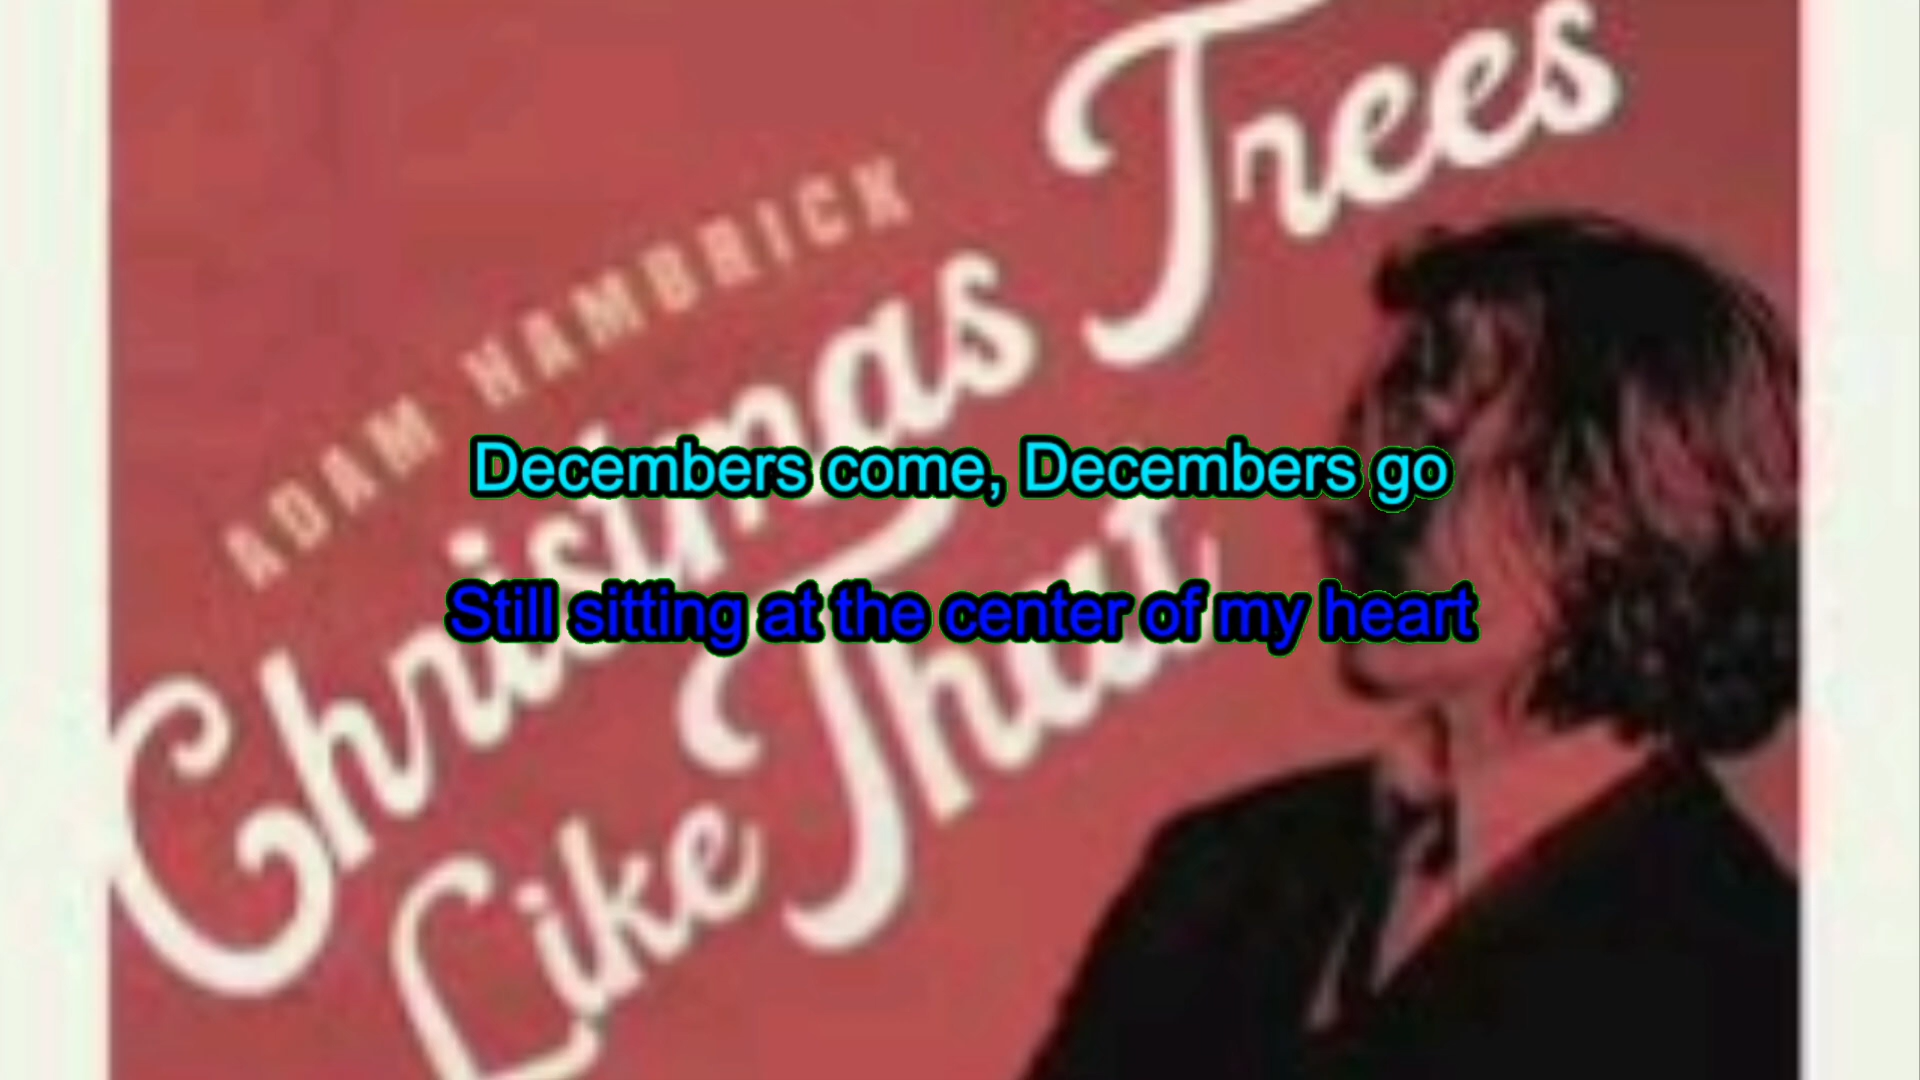 ADAM HAMBRICK
Christmas Trees
Like That
Decembers come, Decembers go
Still sitting at the center of my heart